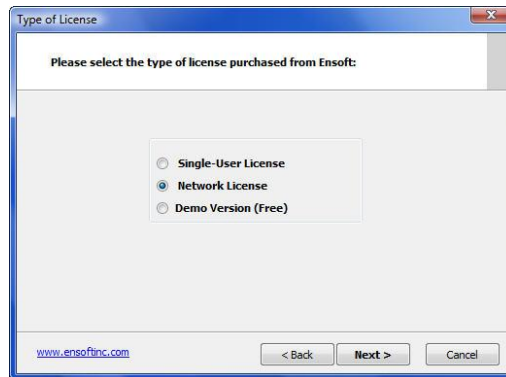 Type of License
Please select the type of license purchased from Ensoft:
Single-User License
Network License
Demo Version (Free)
www.ensoftinc.com
< Back
Next >
Cancel